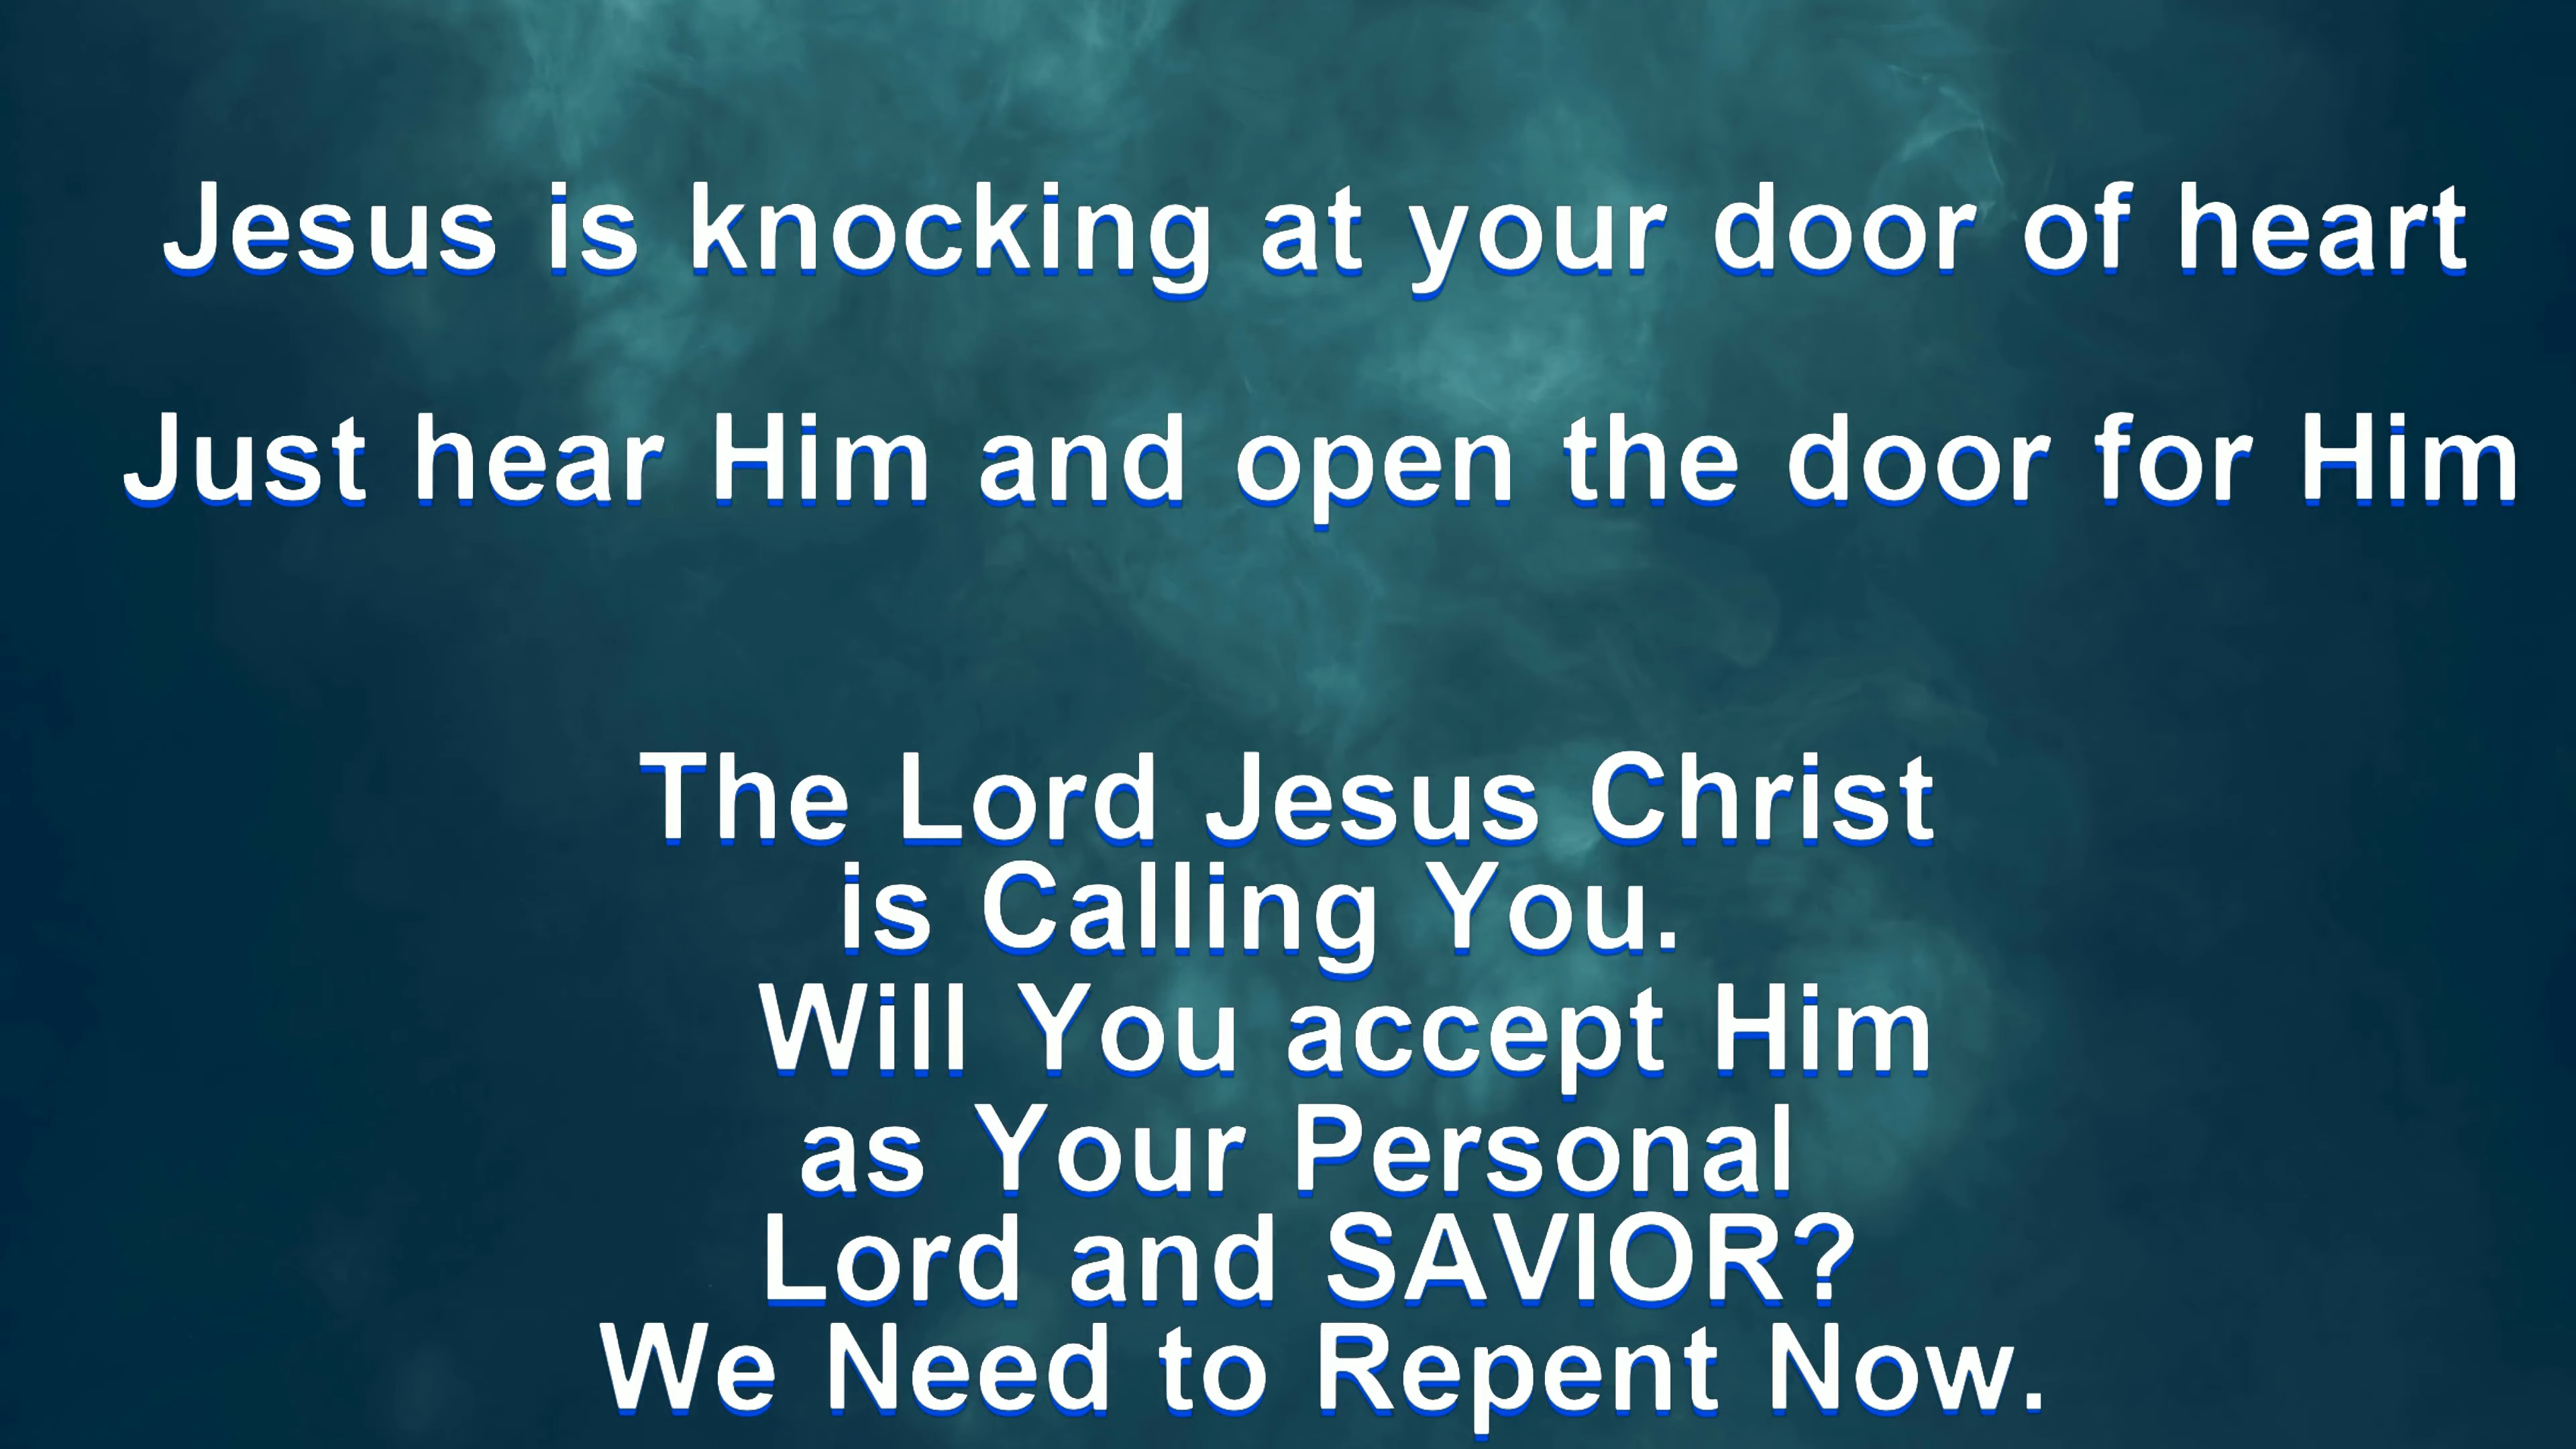 Jesus is knocking at your door of heart
Just hear Him and open the door for Him
The Lord Jesus Christ
is Calling You.
Will You accept Him
as Your Personal
Lord and SAVIOR?
We Need to Repent Now.